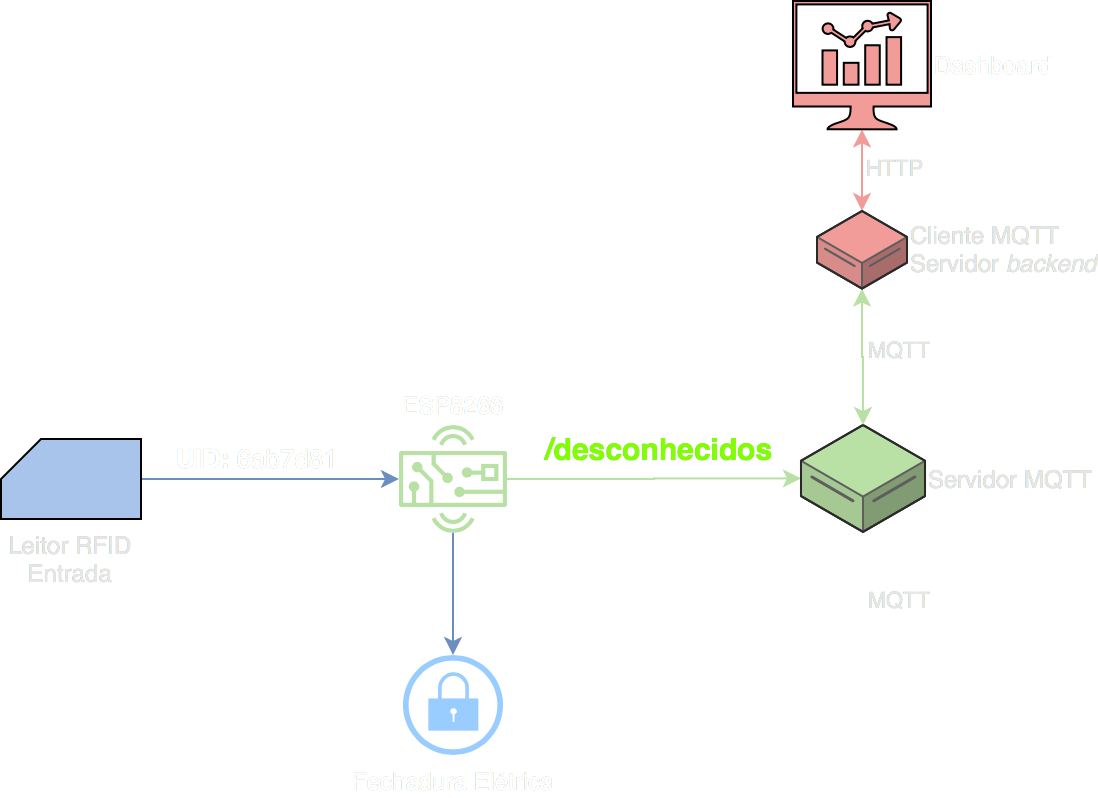 Dashboard
HTTP
Cliente MQTT
Servidor backend
MQTT
ESP8266
/desconhecidos
UID: 6ab7d81
Servidor MQTT
Leitor RFID
Entrada
MQTT
Fechadura Elétrica